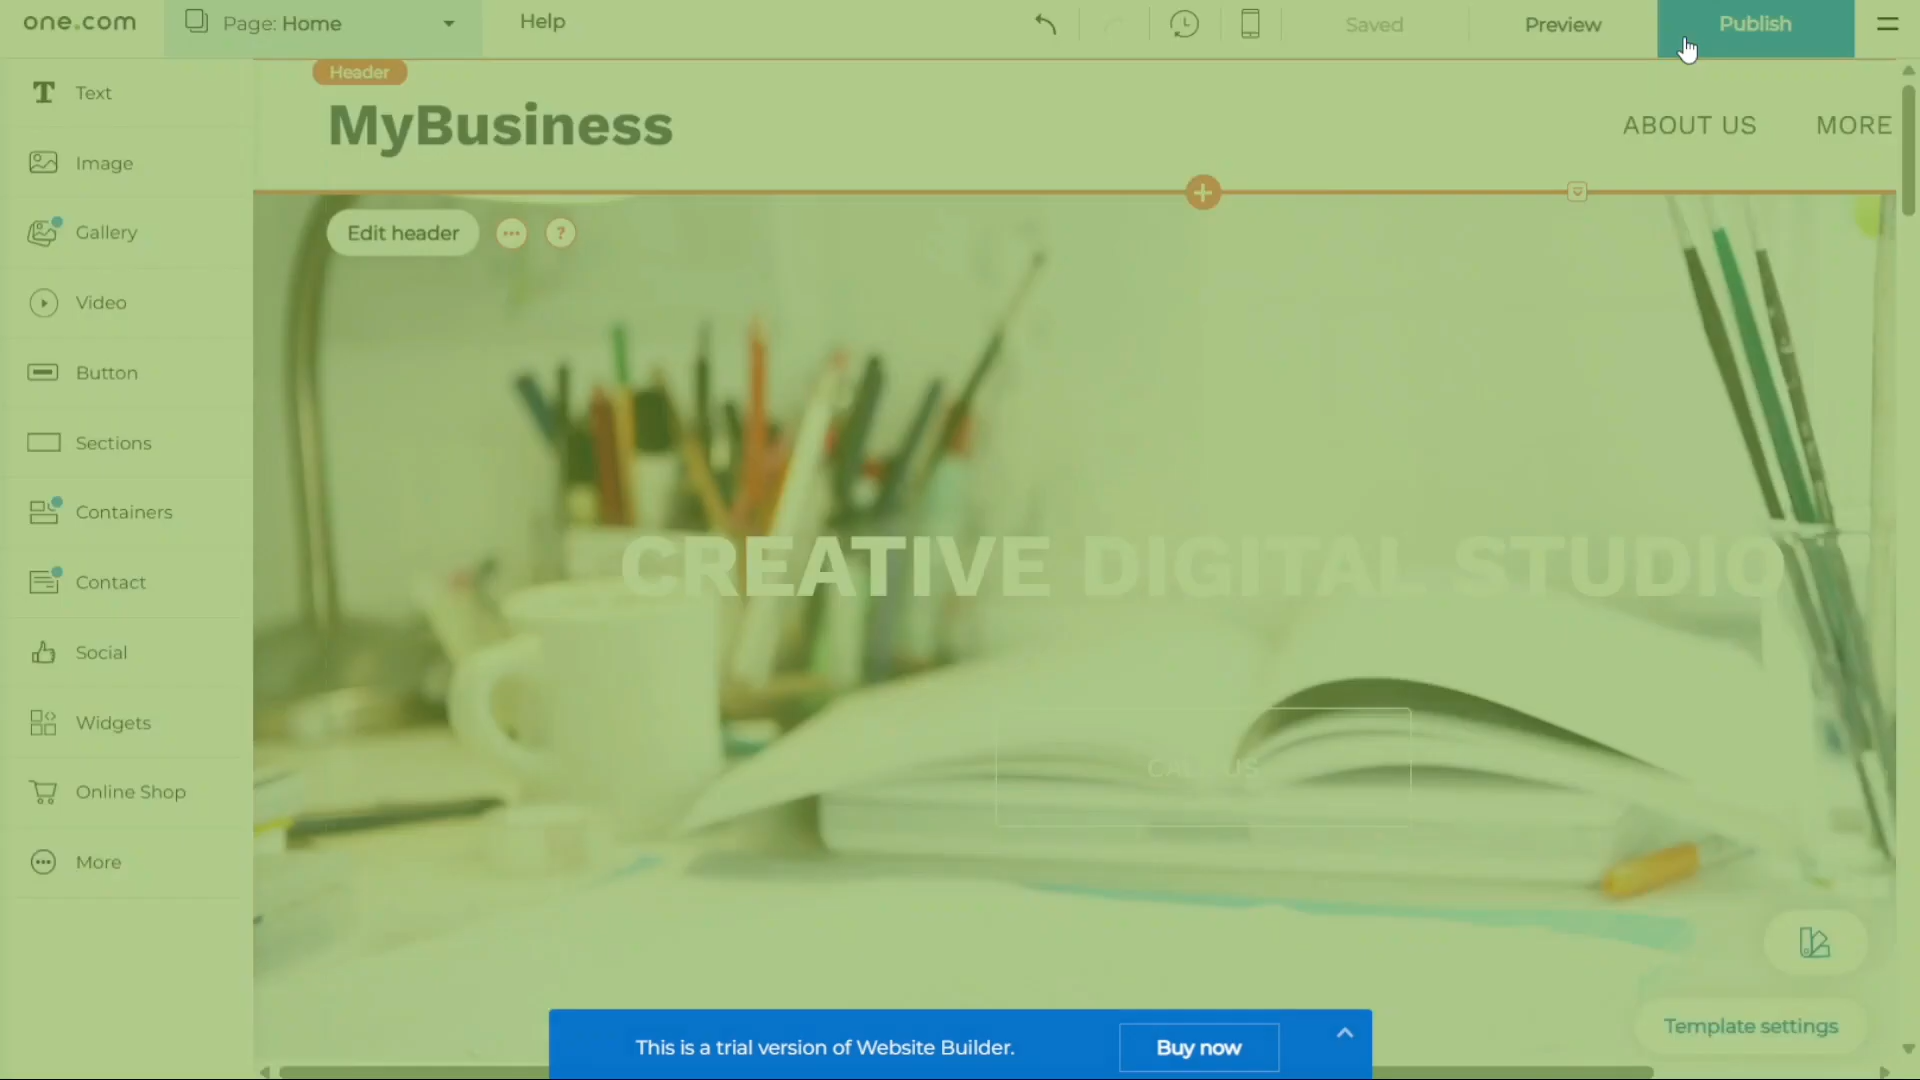 one.com
Page: Home
Help
Saved
Preview
Publish
Header
MyBusiness
ABOUT US
MORE
Text
Image
Gallery
Video
Button
Sections
Containers
Contact
Social
Widgets
Online Shop
More
Edit header
?
CREATIVE DIGITAL STUDIO
CALL US
Template settings
This is a trial version of Website Builder.
Buy now